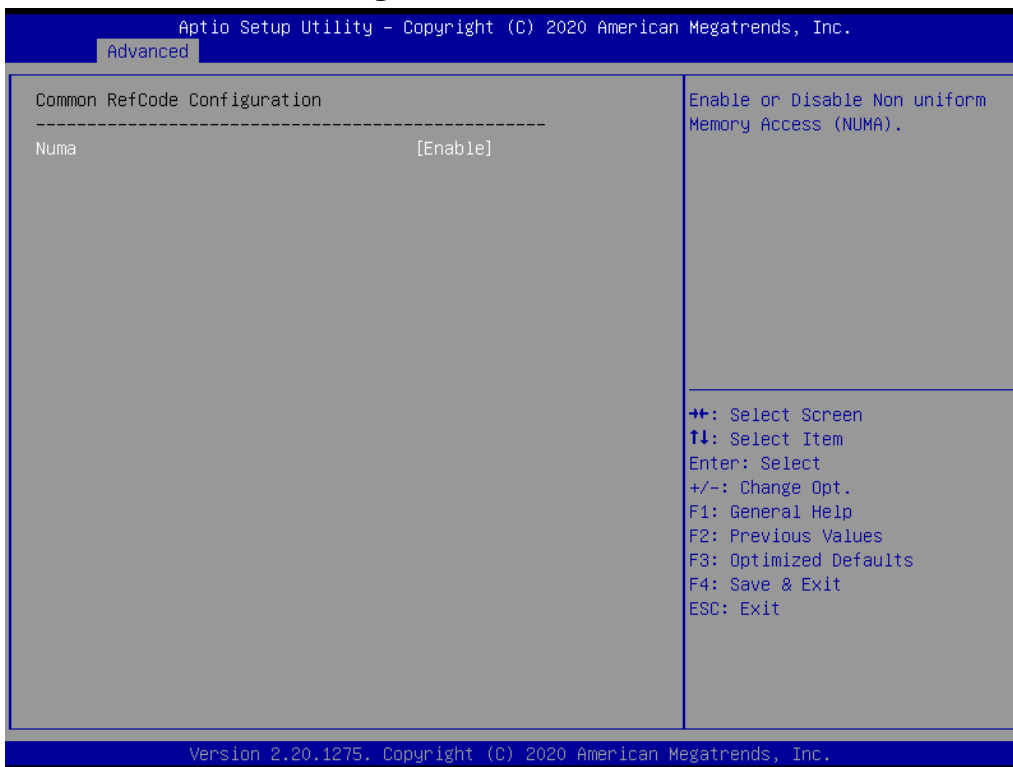 Aptio Setup Utility – Copyright (C) 2020 American Megatrends, Inc.
Advanced
Common RefCode Configuration
--------------------------------------------------
Numa [Enable]
Enable or Disable Non uniform
Memory Access (NUMA).
→←: Select Screen
↑↓: Select Item
Enter: Select
+/-: Change Opt.
F1: General Help
F2: Previous Values
F3: Optimized Defaults
F4: Save & Exit
ESC: Exit
Version 2.20.1275. Copyright (C) 2020 American Megatrends, Inc.